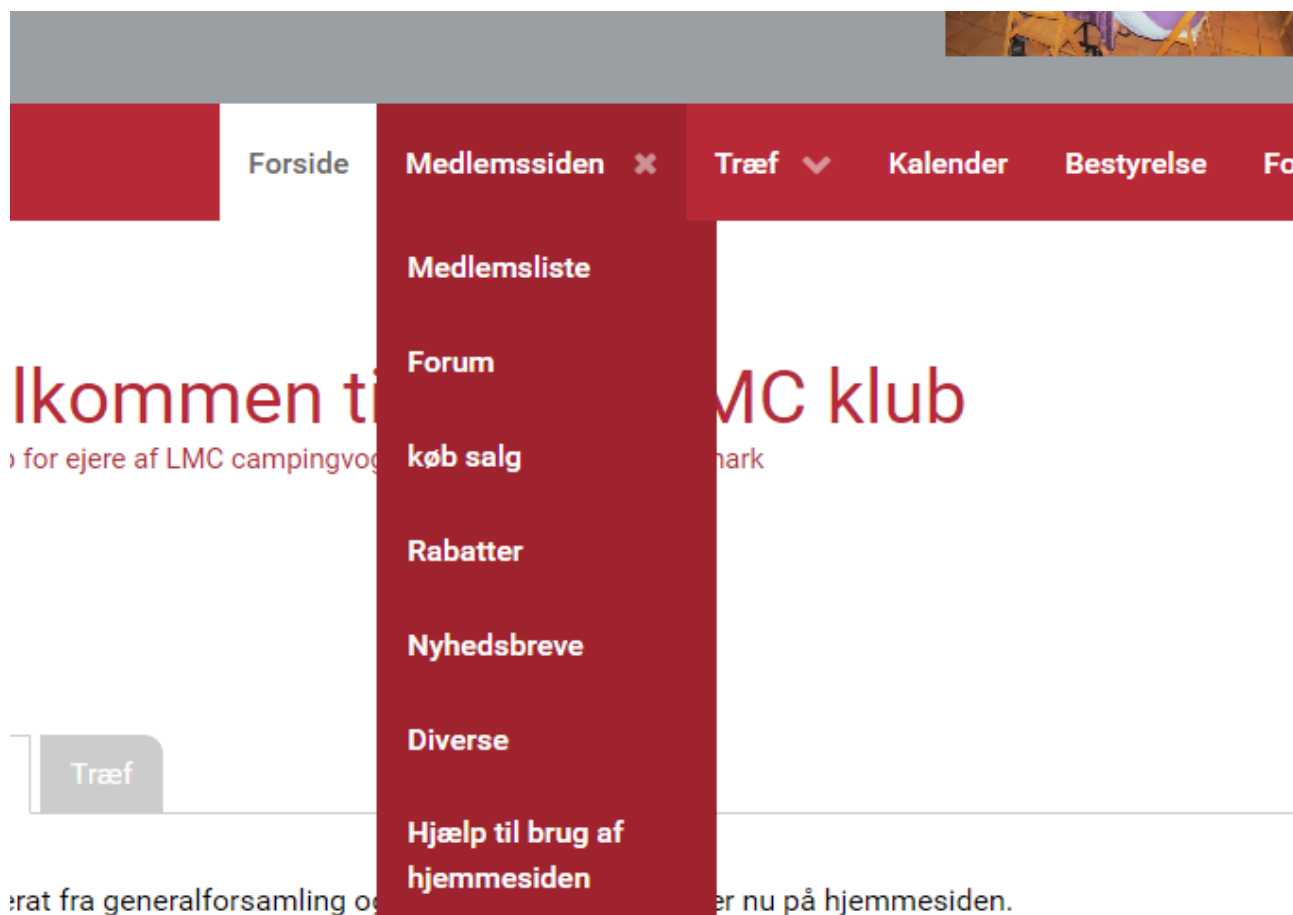 Forside Medlemssiden Træf Kalender Bestyrelse
Medlemsliste
Forum
lkommen ti MC klub
for ejere af LMC campingvog mark
køb salg
Rabatter
Nyhedsbreve
Diverse
Træf
Hjælp til brug af
hjemmesiden
erat fra generalforsamling og er nu på hjemmesiden.